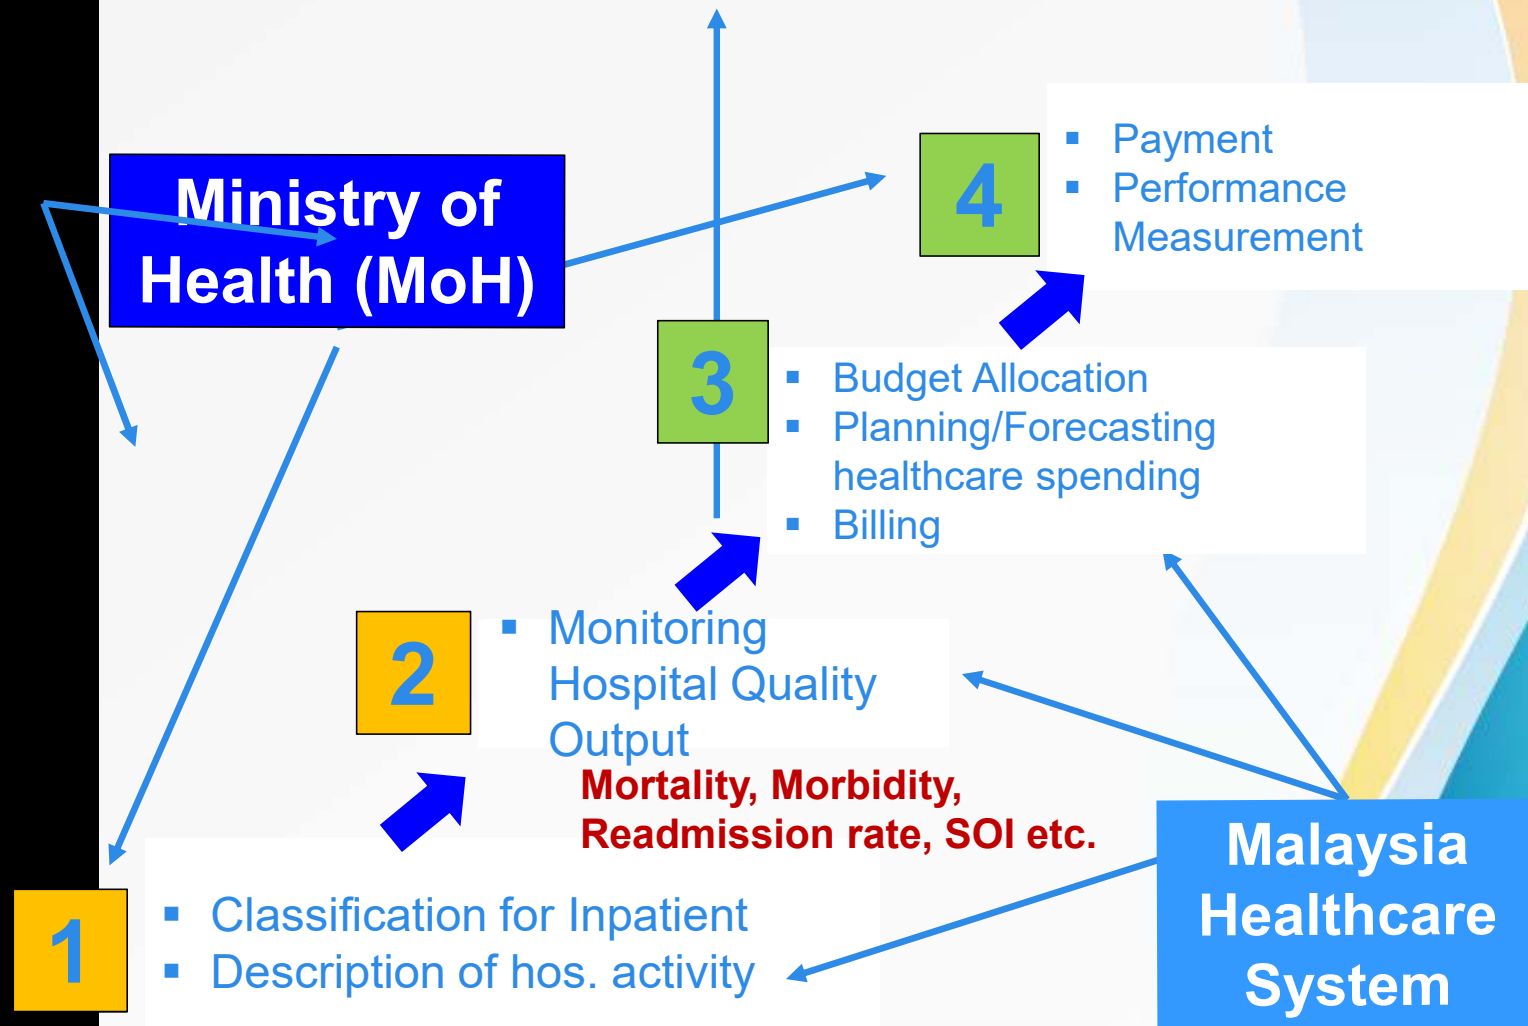 Ministry of
Health (MoH)
4
▪ Payment
▪ Performance
Measurement
3
▪ Budget Allocation
▪ Planning/Forecasting
healthcare spending
▪ Billing
2
▪ Monitoring
Hospital Quality
Output
Mortality, Morbidity,
Readmission rate, SOI etc.
1
▪ Classification for Inpatient
▪ Description of hos. activity
Malaysia
Healthcare
System